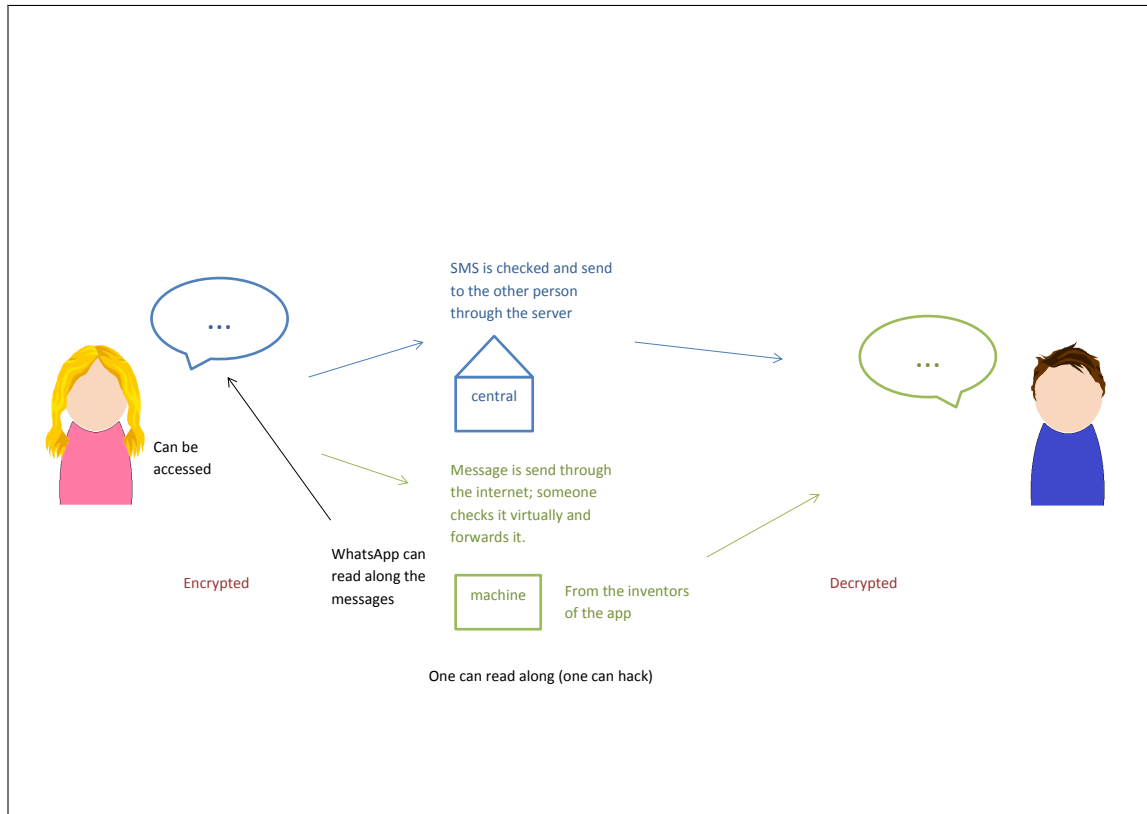 SMS is checked and send
to the other person
through the server
...
...
central
Can be
accessed
Message is send through
the internet; someone
checks it virtually and
forwards it.
WhatsApp can
read along the
messages
Encrypted
machine
From the inventors
of the app
Decrypted
One can read along (one can hack)